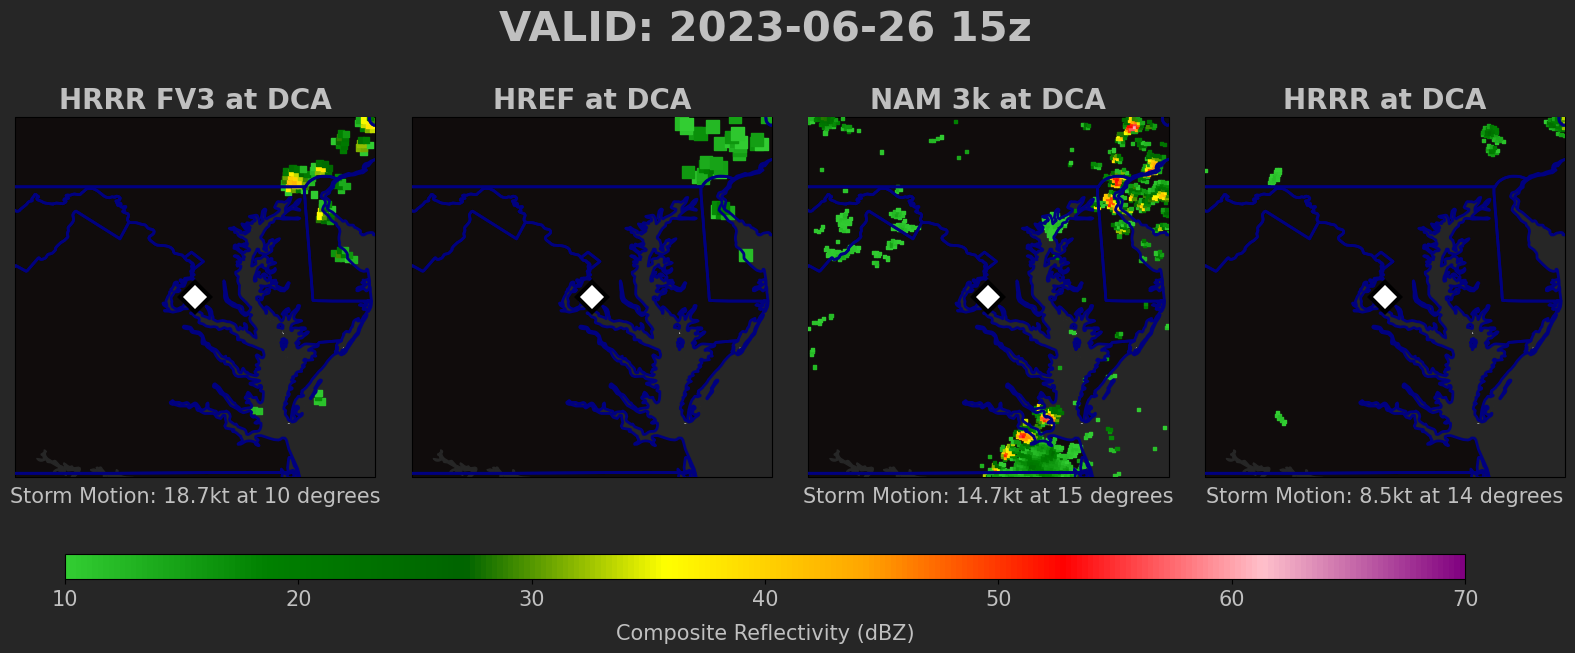 VALID: 2023-06-26 15z
HRRR FV3 at DCA
HREF at DCA
NAM 3k at DCA
HRRR at DCA
Storm Motion: 18.7kt at 10 degrees
Storm Motion: 14.7kt at 15 degrees
Storm Motion: 8.5kt at 14 degrees
10 20 30 40 50 60 70
Composite Reflectivity (dBZ)